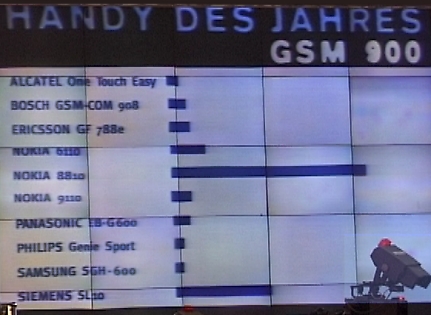 HANDY DES JAHRES
GSM 900
ALCATEL One Touch Easy
BOSCH GSM-COM 908
ERICSSON GF 788e
NOKIA 6110
NOKIA 8810
NOKIA 9110
PANASONIC EB-G600
PHILIPS Genie Sport
SAMSUNG SGH-600
SIEMENS SL10